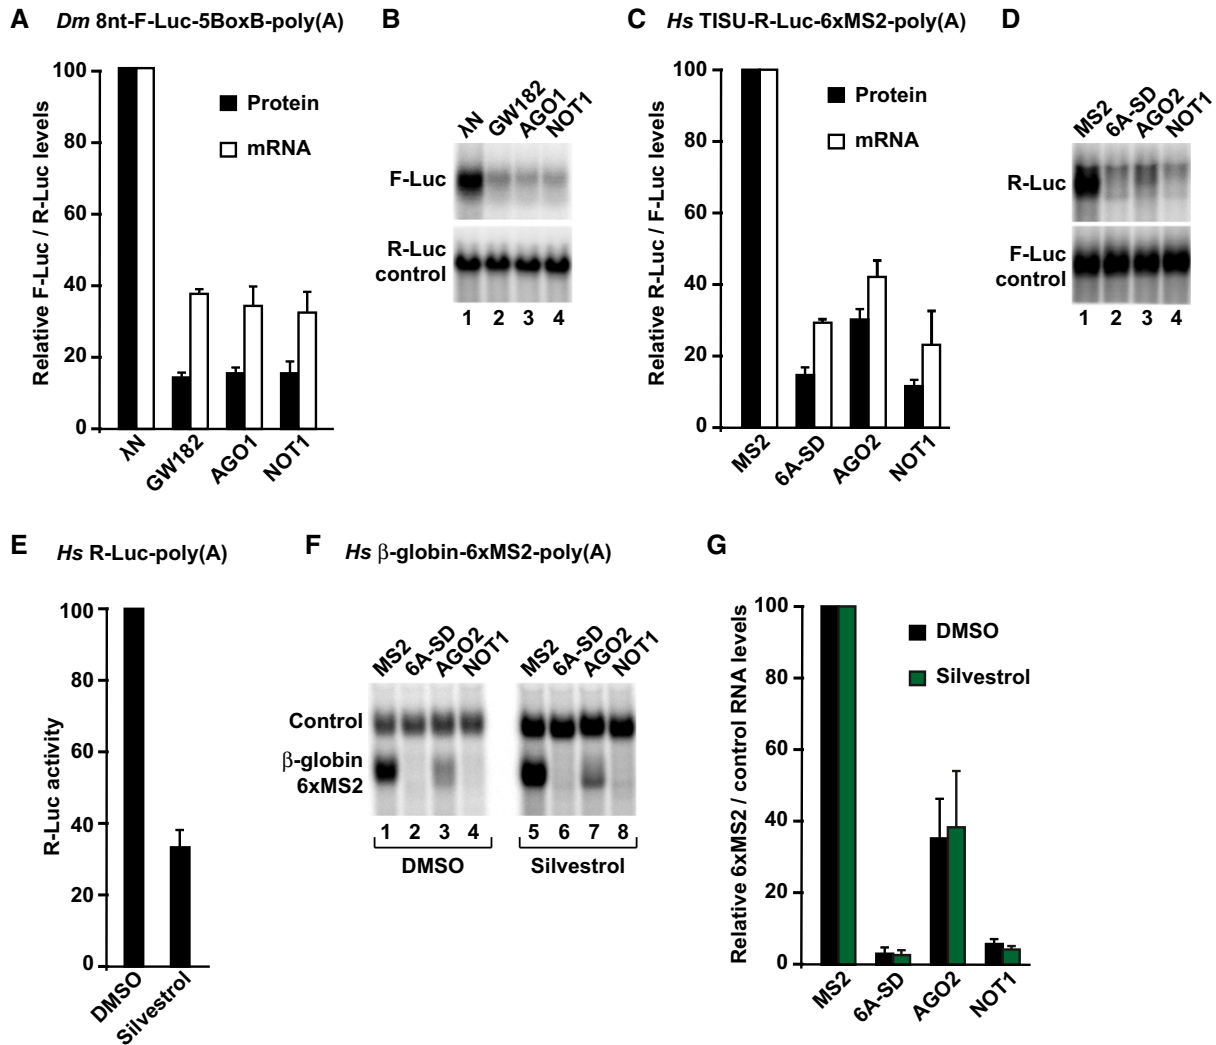 A
Dm 8nt-F-Luc-5BoxB-poly(A)
Relative F-Luc / R-Luc levels
100
80
60
40
20
0
Protein
mRNA
λN
GW182
AGO1
NOT1
B
λN
GW182
AGO1
NOT1
F-Luc
R-Luc
control
1 2 3 4
C
Hs TISU-R-Luc-6xMS2-poly(A)
Relative R-Luc / F-Luc levels
100
80
60
40
20
0
Protein
mRNA
MS2
6A-SD
AGO2
NOT1
D
MS2
6A-SD
AGO2
NOT1
R-Luc
F-Luc
control
1 2 3 4
E
Hs R-Luc-poly(A)
R-Luc activity
100
80
60
40
20
0
DMSO
Silvestrol
F
Hs β-globin-6xMS2-poly(A)
MS2
6A-SD
AGO2
NOT1
MS2
6A-SD
AGO2
NOT1
Control
β-globin
6xMS2
1 2 3 4 5 6 7 8
DMSO Silvestrol
G
Relative 6xMS2 / control RNA levels
100
80
60
40
20
0
DMSO
Silvestrol
MS2
6A-SD
AGO2
NOT1